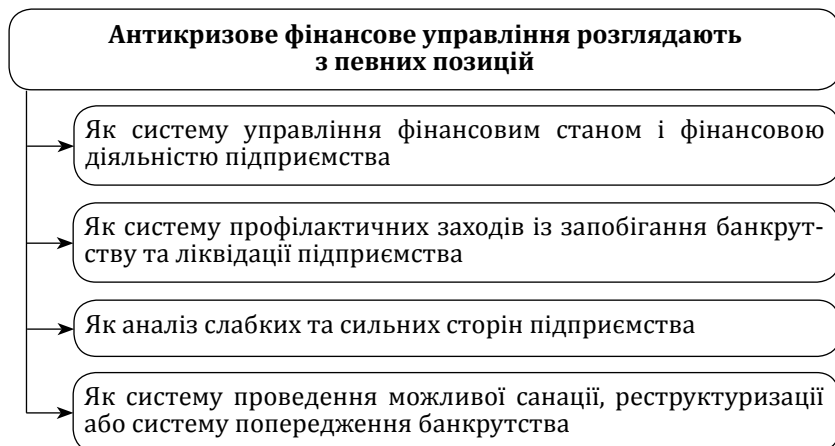 Антикризове фінансове управління розглядають
з певних позицій
Як систему управління фінансовим станом і фінансовою
діяльністю підприємства
Як систему профілактичних заходів із запобігання банкрут-
ству та ліквідації підприємства
Як аналіз слабких та сильних сторін підприємства
Як систему проведення можливої санації, реструктуризації
або систему попередження банкрутства